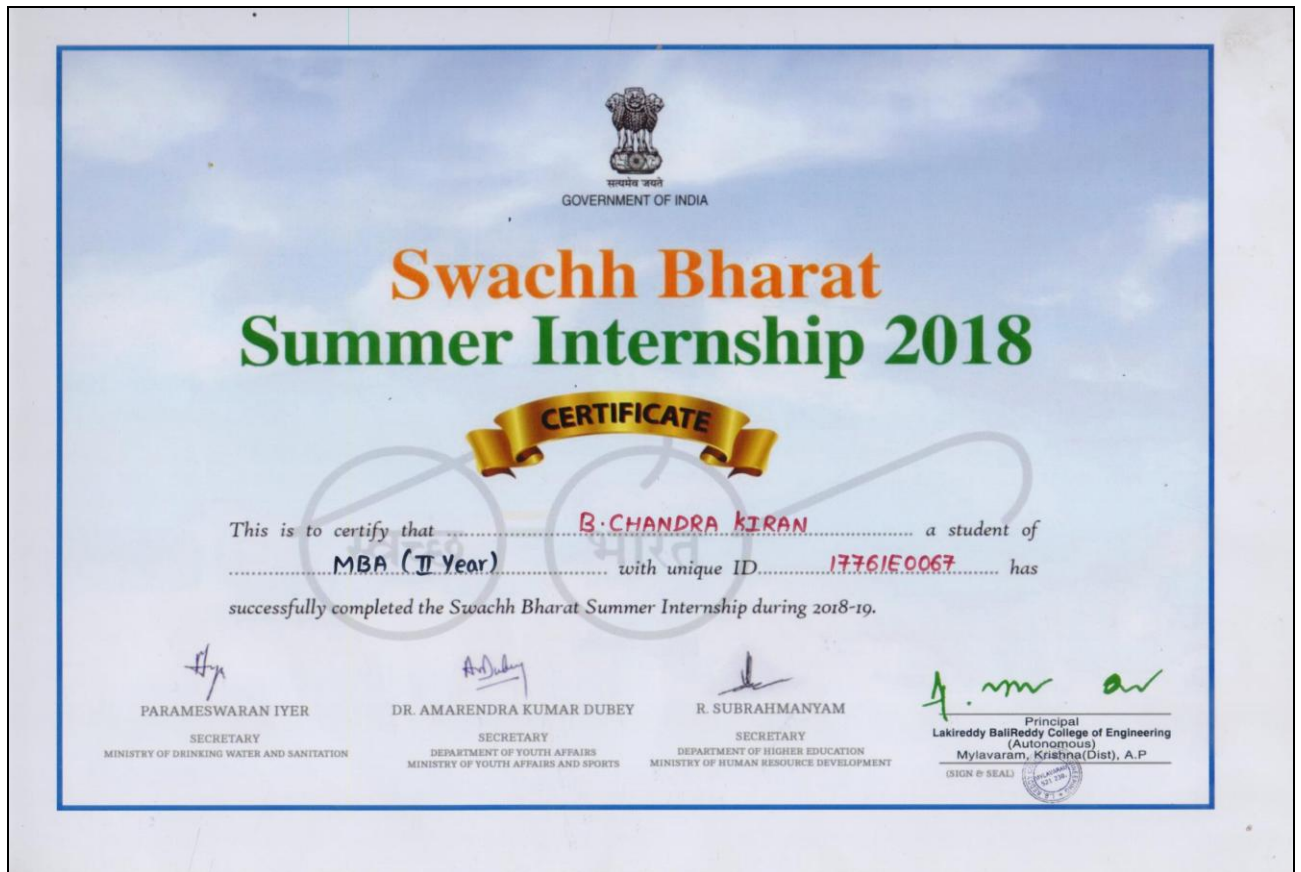 सत्यमेव जयते
GOVERNMENT OF INDIA
Swachh Bharat
Summer Internship 2018
CERTIFICATE
स्वच्छ भारत
This is to certify that B. CHANDRA KIRAN a student of
MBA (II Year) with unique ID 17761E0067 has
successfully completed the Swachh Bharat Summer Internship during 2018-19.
PARAMESWARAN IYER
SECRETARY
MINISTRY OF DRINKING WATER AND SANITATION
DR. AMARENDRA KUMAR DUBEY
SECRETARY
DEPARTMENT OF YOUTH AFFAIRS
MINISTRY OF YOUTH AFFAIRS AND SPORTS
R. SUBRAHMANYAM
SECRETARY
DEPARTMENT OF HIGHER EDUCATION
MINISTRY OF HUMAN RESOURCE DEVELOPMENT
Principal
Lakireddy BaliReddy College of Engineering
(Autonomous)
Mylavaram, Krishna(Dist), A.P
(SIGN & SEAL)